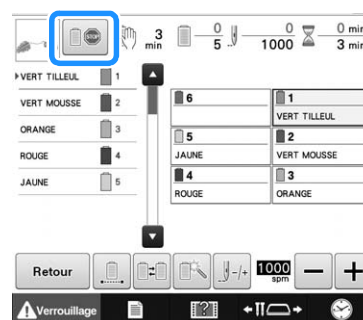 STOP
3 min
0 5
0 1000
0 min 3 min
VERT TILLEUL 1
VERT MOUSSE 2
ORANGE 3
ROUGE 4
JAUNE 5
6
1 VERT TILLEUL
5 JAUNE
2 VERT MOUSSE
4 ROUGE
3 ORANGE
Retour -/+ 1000 spm - +
Verrouillage ?